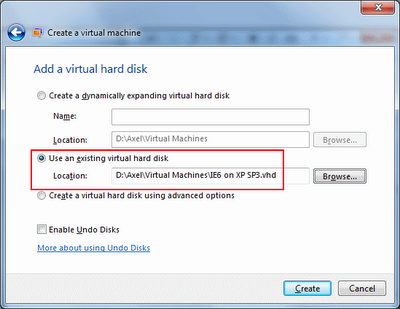 Create a virtual machine
Add a virtual hard disk
Create a dynamically expanding virtual hard disk
Name:
Location: D:\Axel\Virtual Machines Browse...
Use an existing virtual hard disk
Location: D:\Axel\Virtual Machines\IE6 on XP SP3.vhd Browse...
Create a virtual hard disk using advanced options
Enable Undo Disks
More about using Undo Disks
Create Cancel